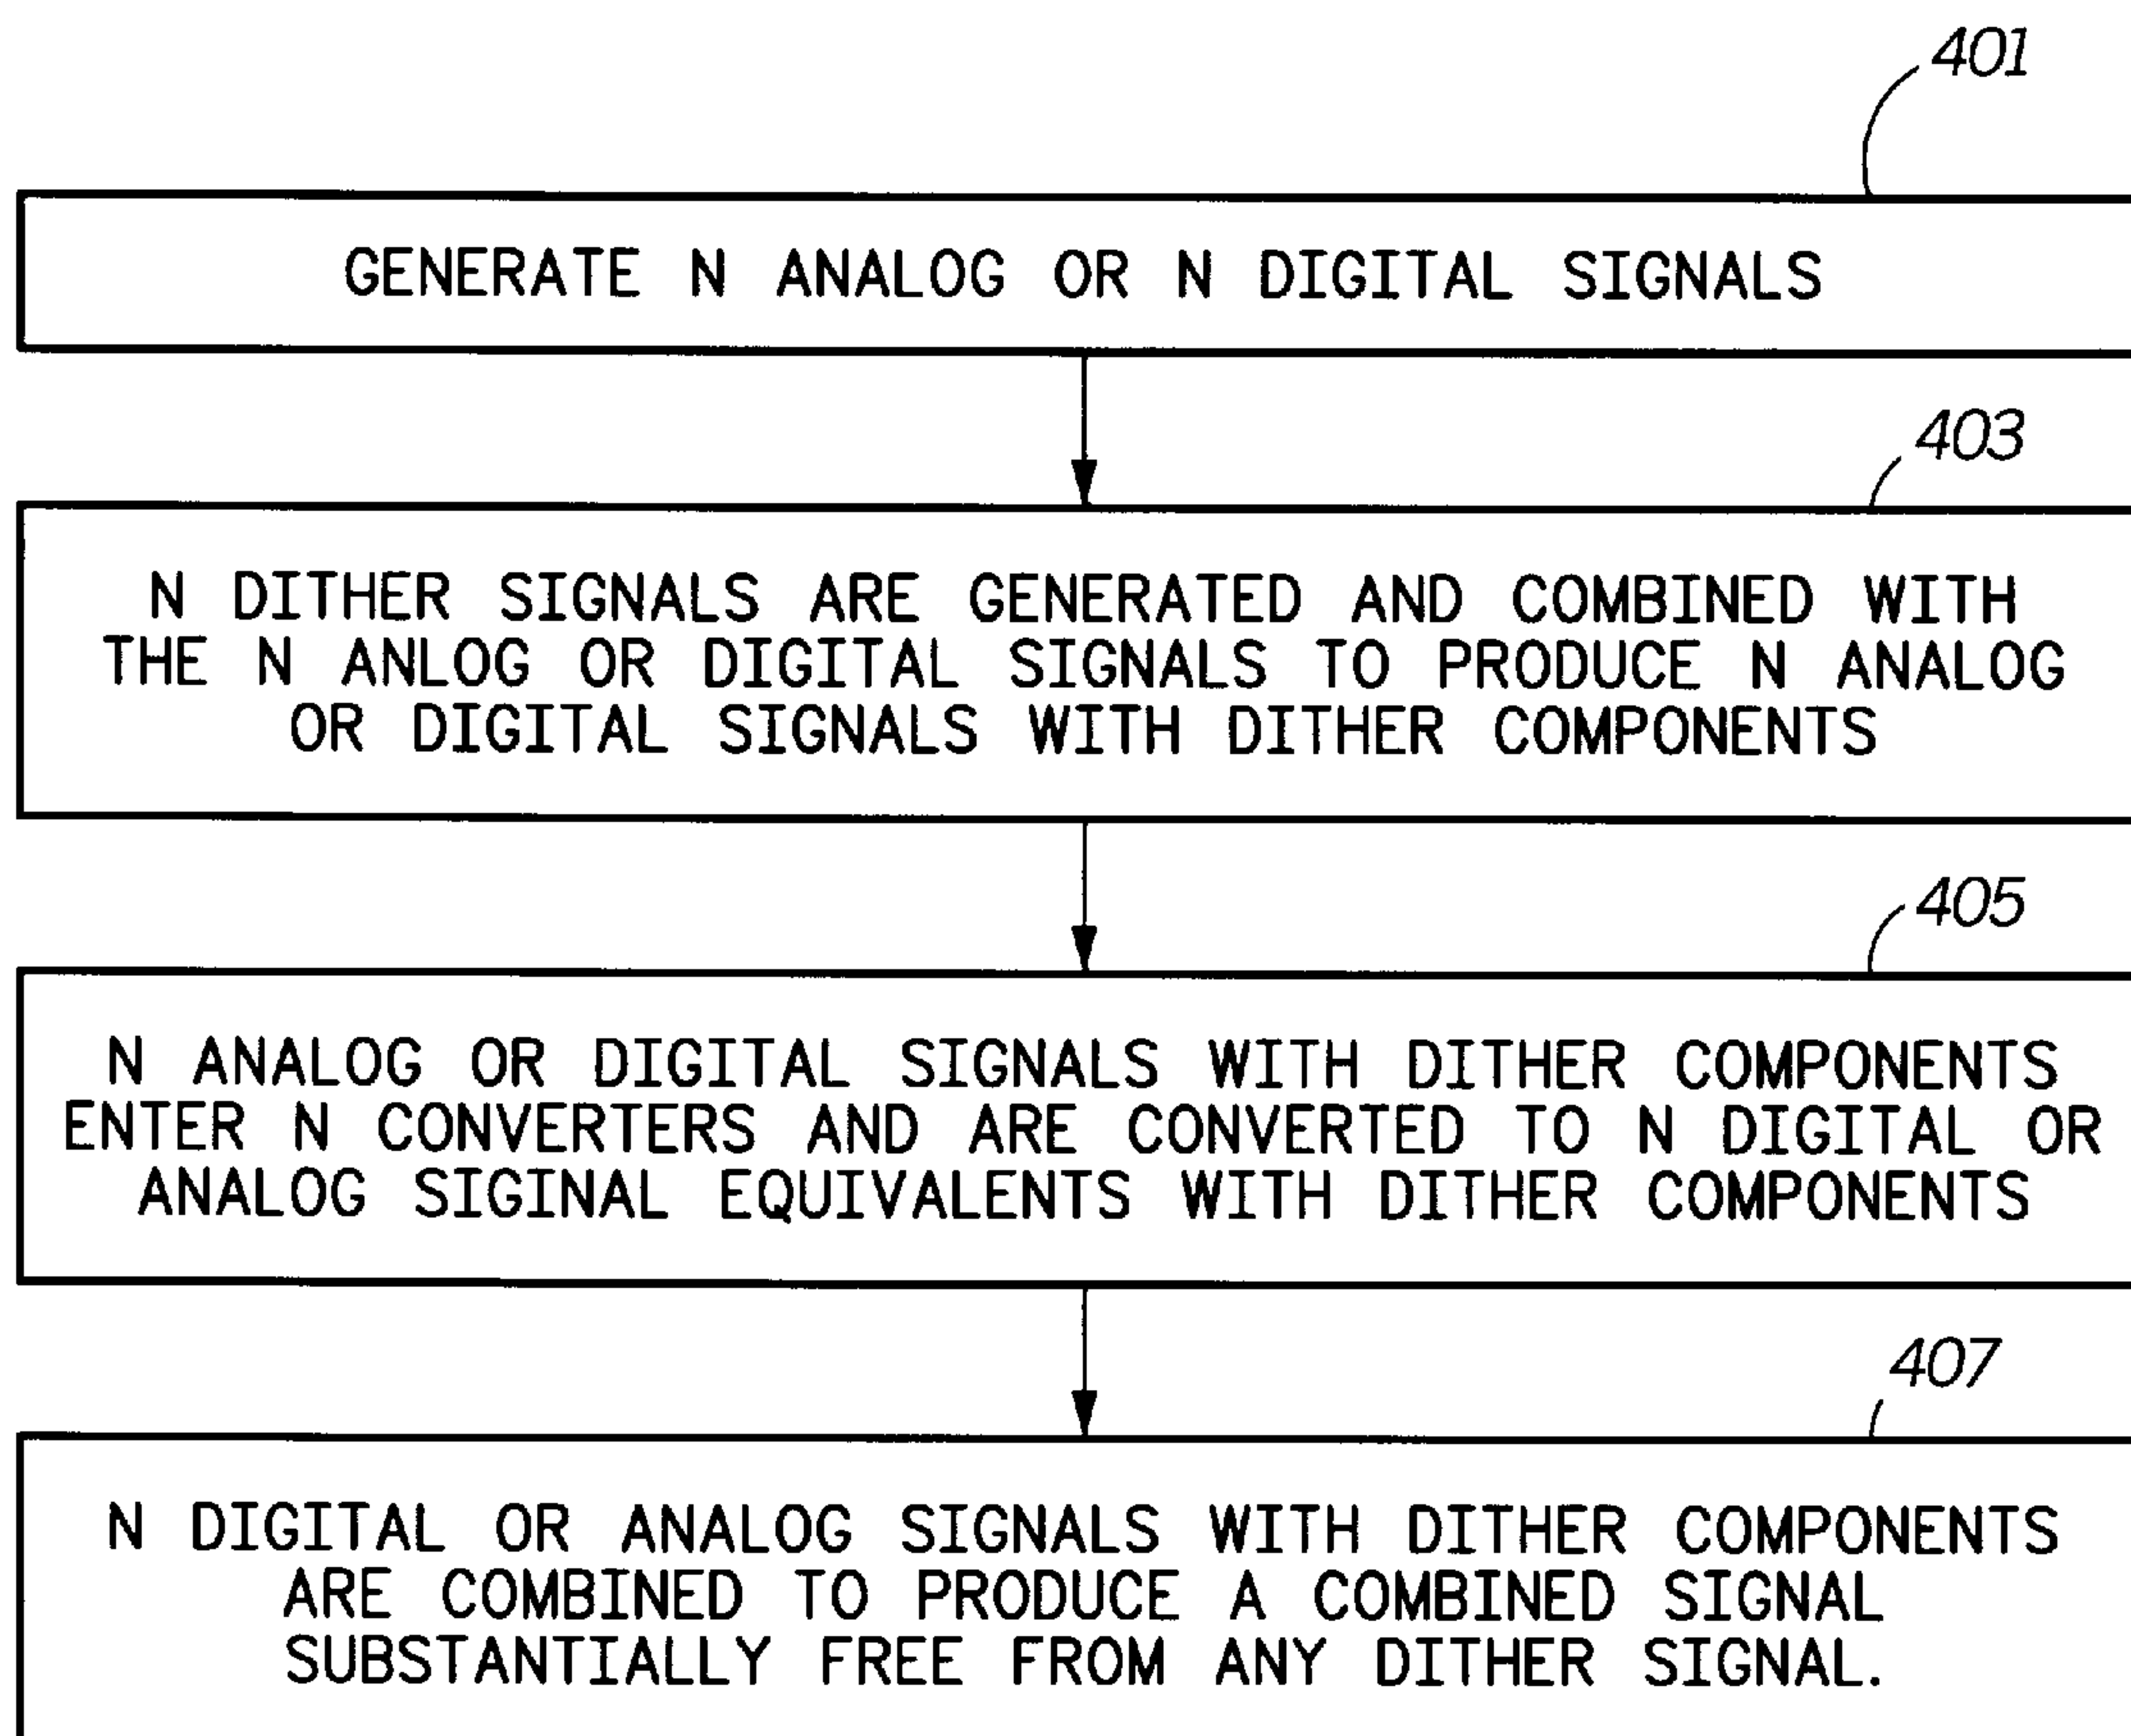 401
GENERATE N ANALOG OR N DIGITAL SIGNALS
403
N DITHER SIGNALS ARE GENERATED AND COMBINED WITH
THE N ANLOG OR DIGITAL SIGNALS TO PRODUCE N ANALOG
OR DIGITAL SIGNALS WITH DITHER COMPONENTS
405
N ANALOG OR DIGITAL SIGNALS WITH DITHER COMPONENTS
ENTER N CONVERTERS AND ARE CONVERTED TO N DIGITAL OR
ANALOG SIGINAL EQUIVALENTS WITH DITHER COMPONENTS
407
N DIGITAL OR ANALOG SIGNALS WITH DITHER COMPONENTS
ARE COMBINED TO PRODUCE A COMBINED SIGNAL
SUBSTANTIALLY FREE FROM ANY DITHER SIGNAL.